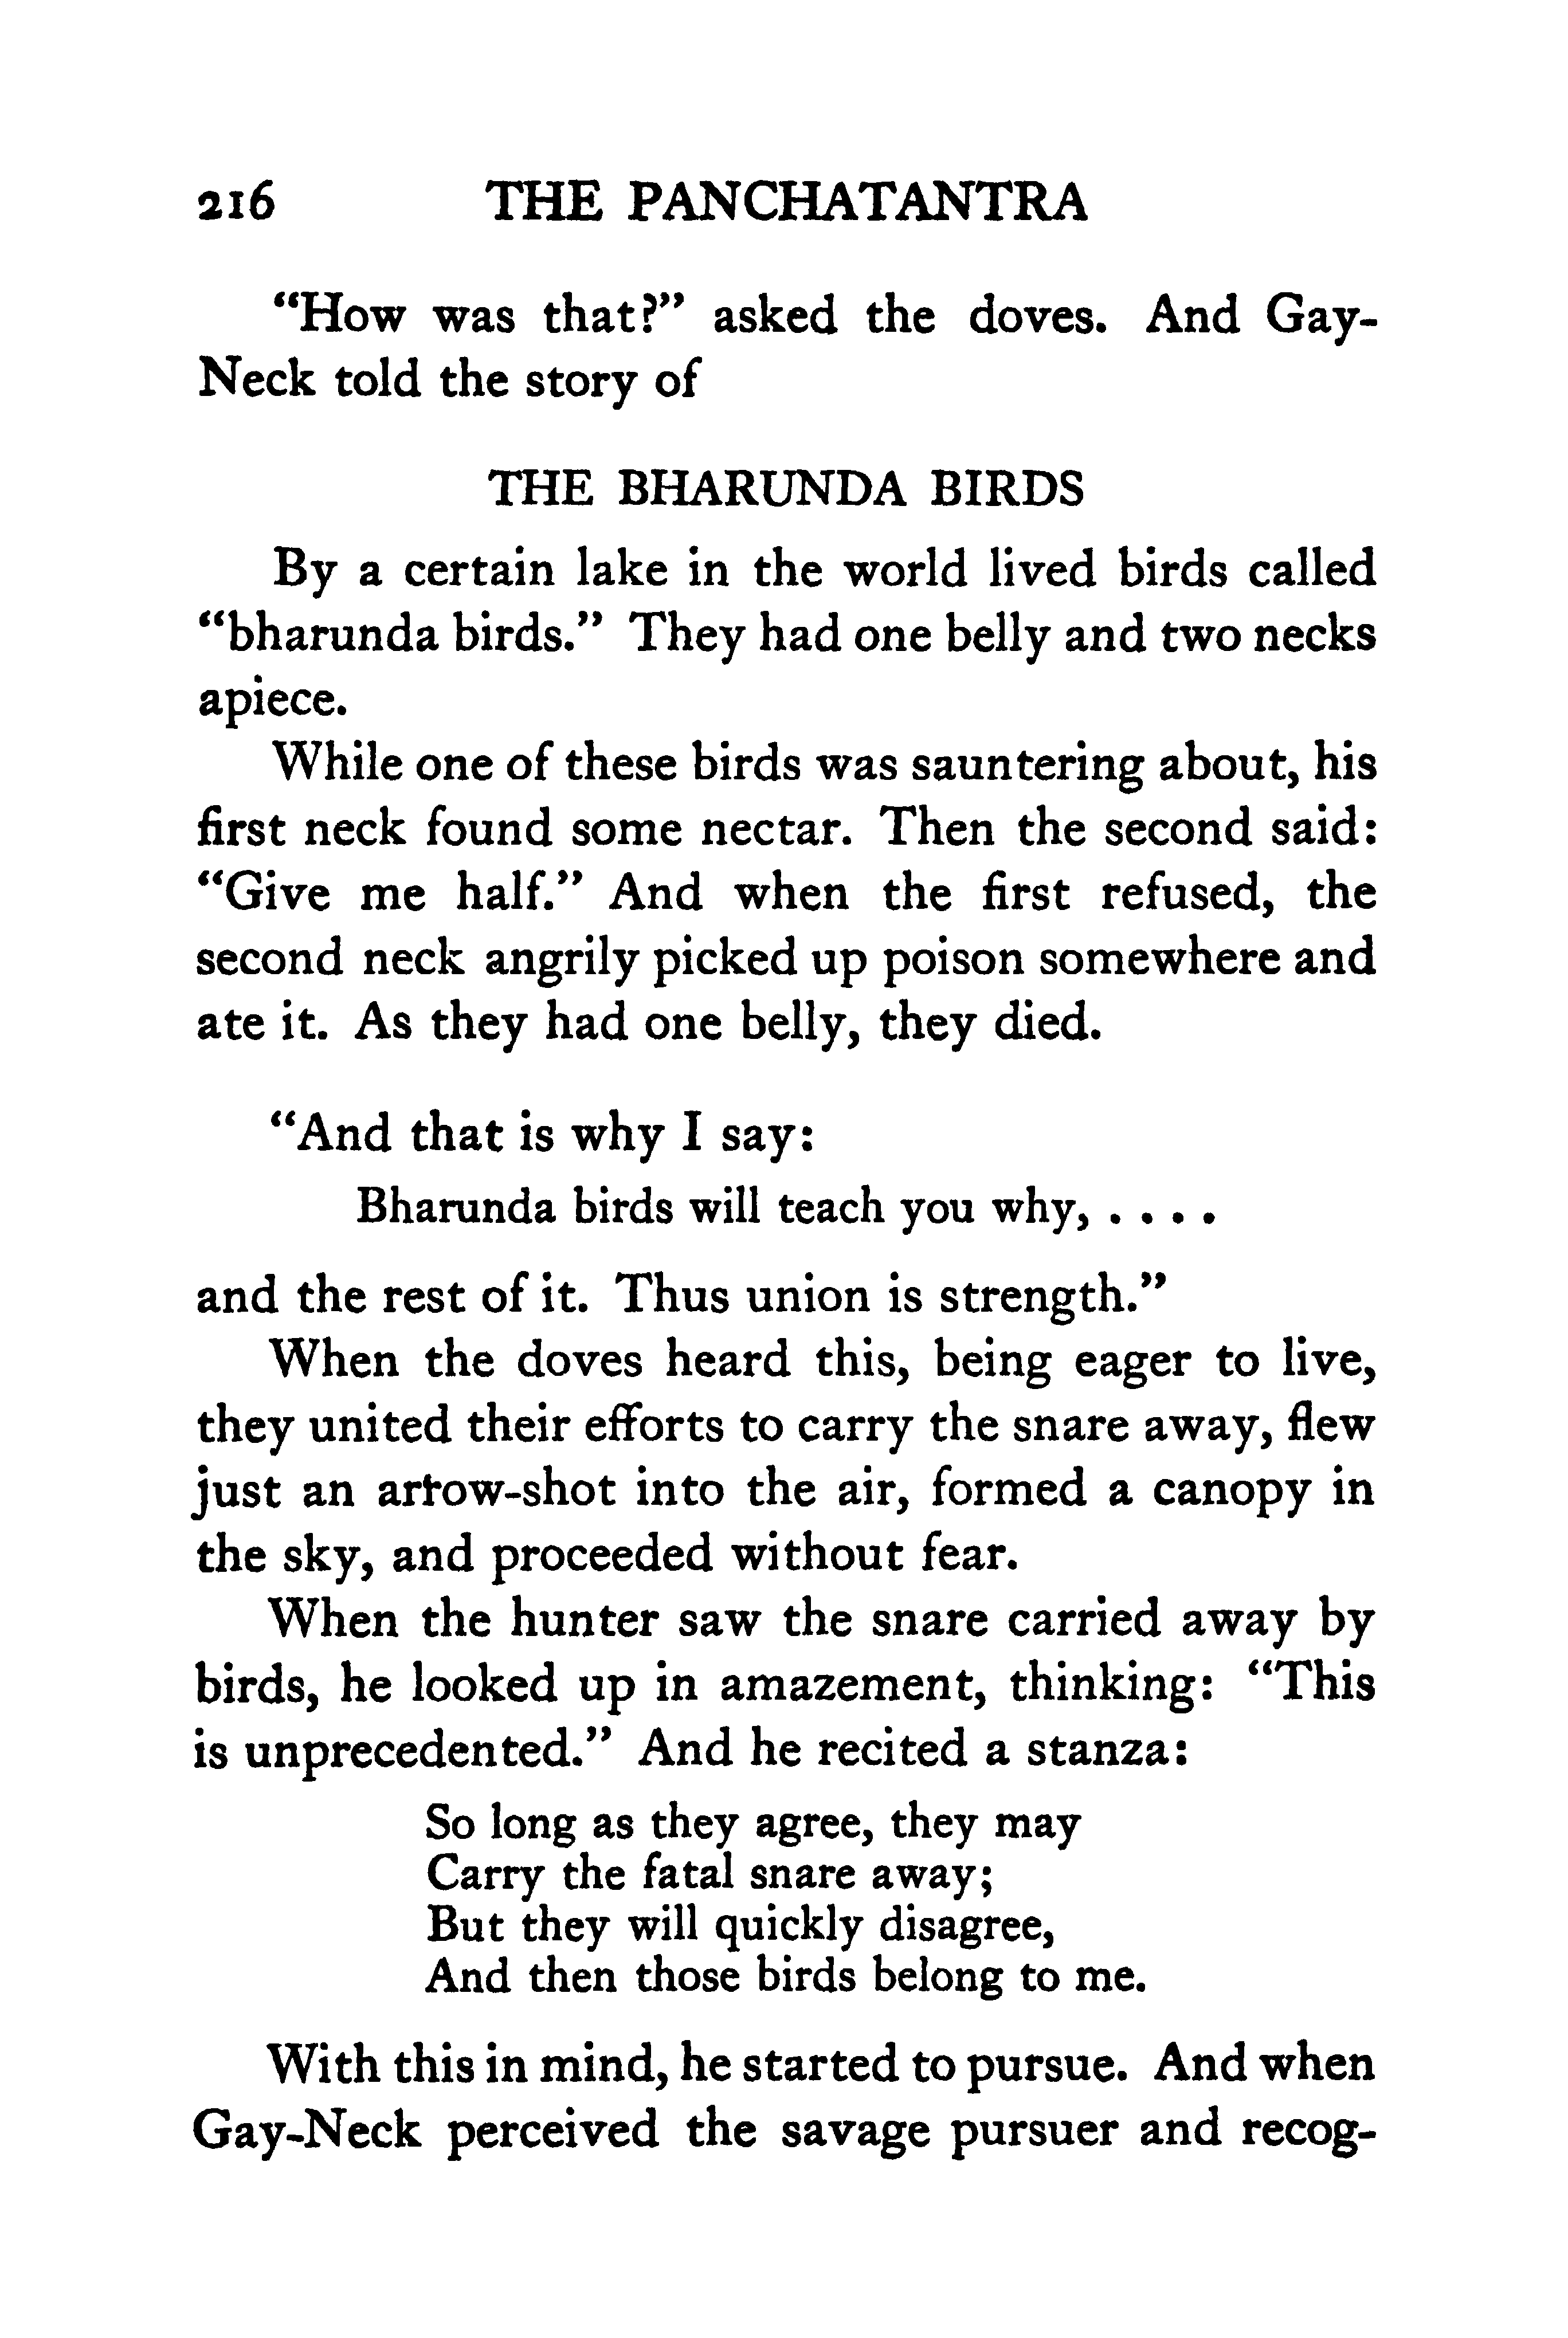 216 THE PANCHATANTRA
“How was that?” asked the doves. And Gay-
Neck told the story of
THE BHARUNDA BIRDS
By a certain lake in the world lived birds called
“bharunda birds.” They had one belly and two necks
apiece.
While one of these birds was sauntering about, his
first neck found some nectar. Then the second said:
“Give me half.” And when the first refused, the
second neck angrily picked up poison somewhere and
ate it. As they had one belly, they died.
“And that is why I say:
Bharunda birds will teach you why, . . . .
and the rest of it. Thus union is strength.”
When the doves heard this, being eager to live,
they united their efforts to carry the snare away, flew
just an arrow-shot into the air, formed a canopy in
the sky, and proceeded without fear.
When the hunter saw the snare carried away by
birds, he looked up in amazement, thinking: “This
is unprecedented.” And he recited a stanza:
So long as they agree, they may
Carry the fatal snare away;
But they will quickly disagree,
And then those birds belong to me.
With this in mind, he started to pursue. And when
Gay-Neck perceived the savage pursuer and recog-